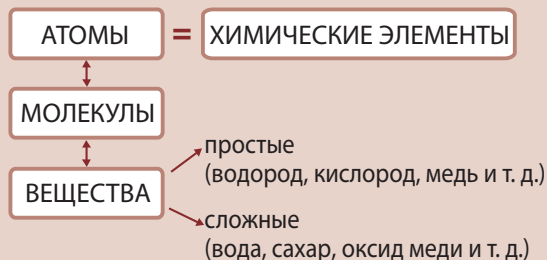 АТОМЫ = ХИМИЧЕСКИЕ ЭЛЕМЕНТЫ
МОЛЕКУЛЫ
ВЕЩЕСТВА
простые
(водород, кислород, медь и т. д.)
сложные
(вода, сахар, оксид меди и т. д.)